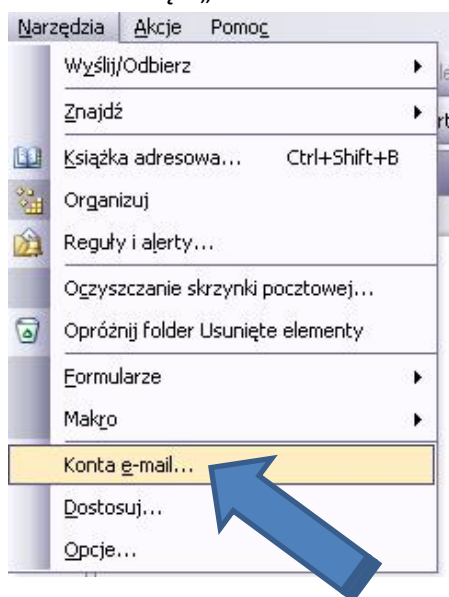 Narzędzia Akcje Pomoc
Wyślij/Odbierz
Znajdź
Książka adresowa... Ctrl+Shift+B
Organizuj
Reguły i alerty...
Oczyszczanie skrzynki pocztowej...
Opróżnij folder Usunięte elementy
Formularze
Makro
Konta e-mail...
Dostosuj...
Opcje...